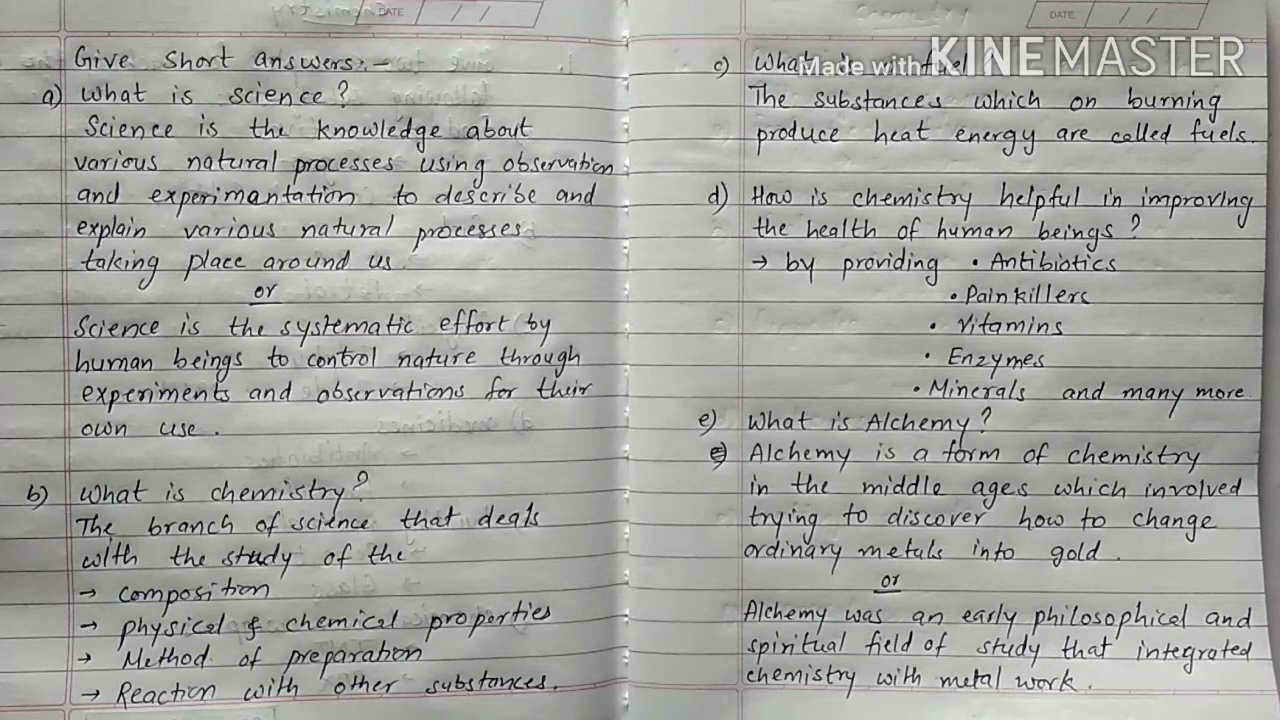 DATE / /
Give short answers:-
a) What is science?
Science is the knowledge about
various natural processes using observation
and experimantation to describe and
explain various natural processes
taking place around us.
or
Science is the systematic effort by
human beings to control nature through
experiments and observations for their
own use.
b) What is chemistry?
The branch of science that deals
with the study of the
→ composition
→ physical & chemical properties
→ Method of preparation
→ Reaction with other substances.
DATE / /
Made with KINEMASTER
c) What fuel ?
The substances which on burning
produce heat energy are called fuels.
d) How is chemistry helpful in improving
the health of human beings ?
→ by providing • Antibiotics
• Painkillers
• Vitamins
• Enzymes
• Minerals and many more
e) What is Alchemy?
Alchemy is a form of chemistry
in the middle ages which involved
trying to discover how to change
ordinary metals into gold.
or
Alchemy was an early philosophical and
spiritual field of study that integrated
chemistry with metal work.